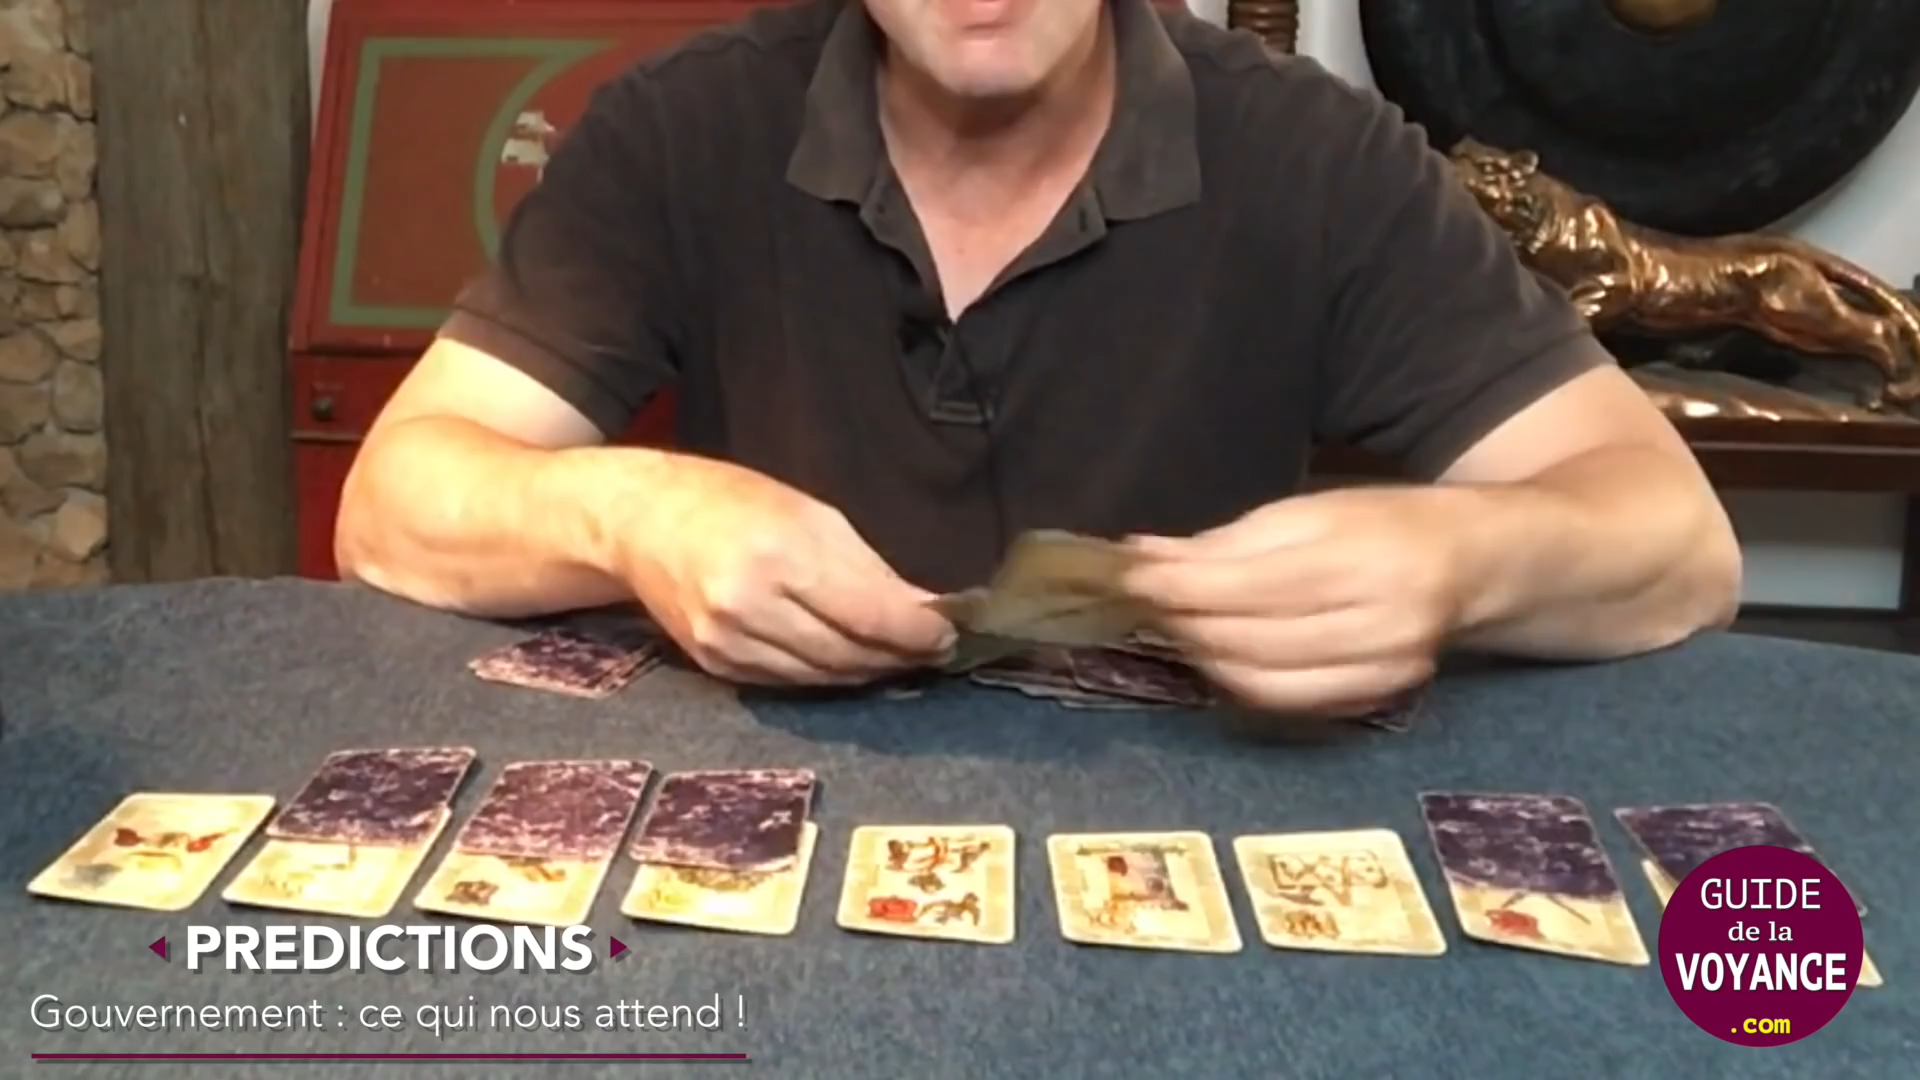 PREDICTIONS
Gouvernement : ce qui nous attend !
GUIDE
de la
VOYANCE
.com